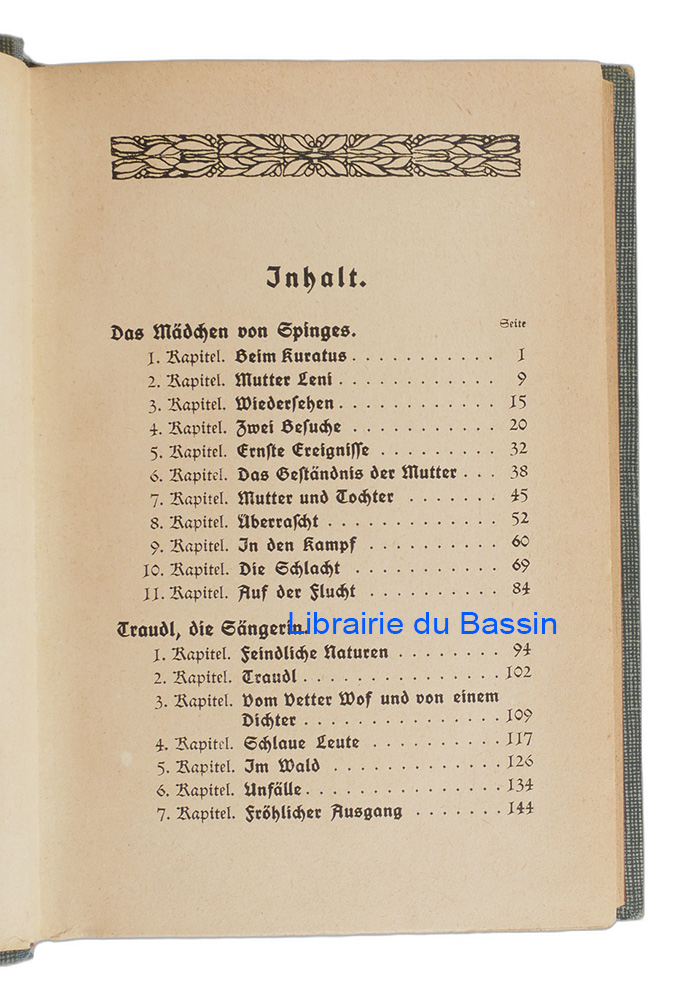 Inhalt.
Seite
Das Mädchen von Spinges.
1. Kapitel. Beim Kuratus . . . . . . . . . . . 1
2. Kapitel. Mutter Leni . . . . . . . . . . . . 9
3. Kapitel. Wiedersehen . . . . . . . . . . . . 15
4. Kapitel. Zwei Besuche . . . . . . . . . . . 20
5. Kapitel. Ernste Ereignisse . . . . . . . . . 32
6. Kapitel. Das Geständnis der Mutter . . . 38
7. Kapitel. Mutter und Tochter . . . . . . . . 45
8. Kapitel. Überrascht . . . . . . . . . . . . . 52
9. Kapitel. In den Kampf . . . . . . . . . . 60
10. Kapitel. Die Schlacht . . . . . . . . . . . 69
11. Kapitel. Auf der Flucht . . . . . . . . . . 84
Traudl, die Sängerin.
Librairie du Bassin
1. Kapitel. Feindliche Naturen . . . . . . . . 94
2. Kapitel. Traudl . . . . . . . . . . . . . . . 102
3. Kapitel. Vom Vetter Wof und von einem
Dichter . . . . . . . . . . . . . . . 109
4. Kapitel. Schlaue Leute . . . . . . . . . . 117
5. Kapitel. Im Wald . . . . . . . . . . . . . 126
6. Kapitel. Unfälle . . . . . . . . . . . . . . . 134
7. Kapitel. Fröhlicher Ausgang . . . . . . . 144